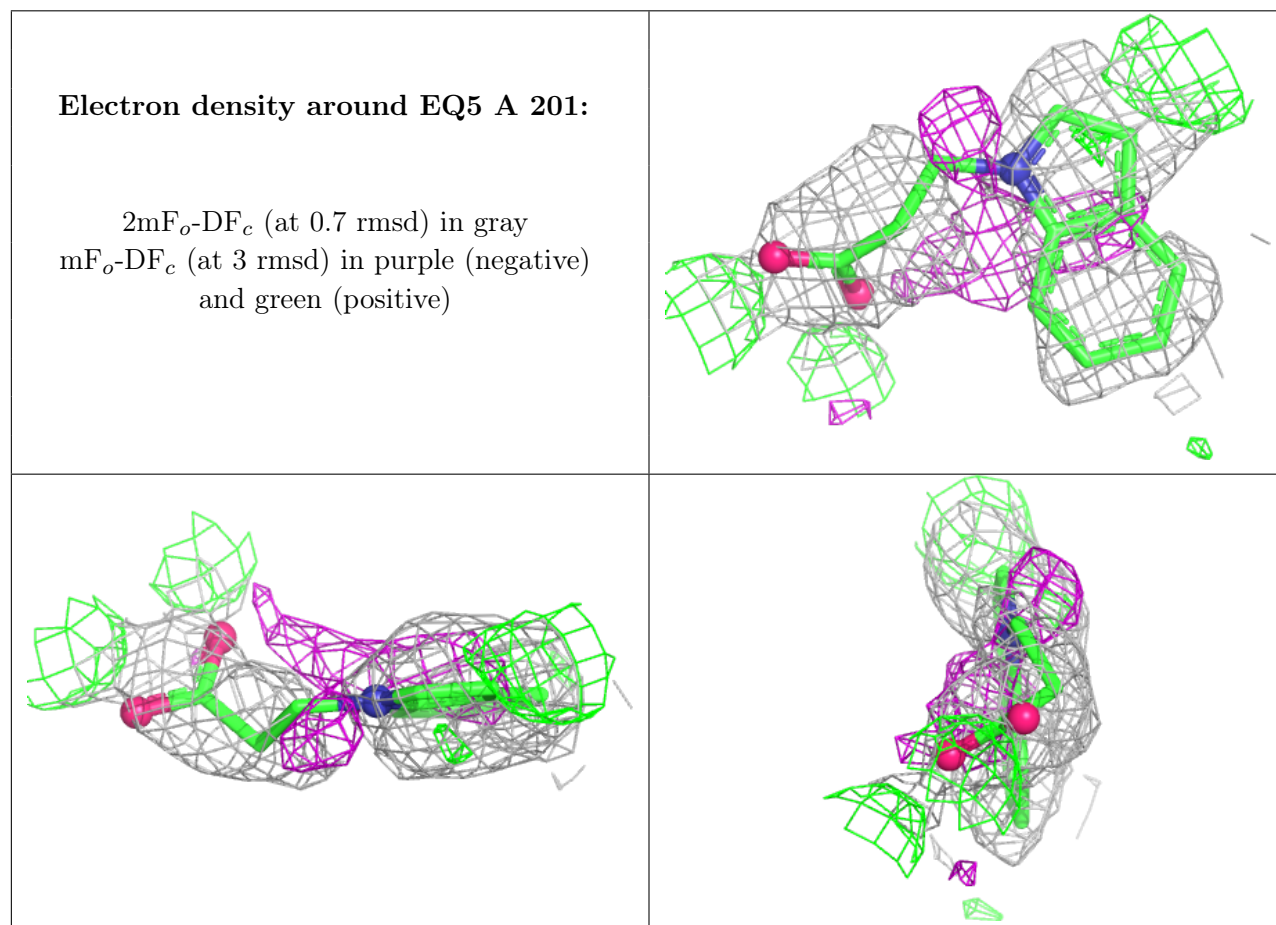 Electron density around EQ5 A 201:
2mFo-DFc (at 0.7 rmsd) in gray
mFo-DFc (at 3 rmsd) in purple (negative)
and green (positive)